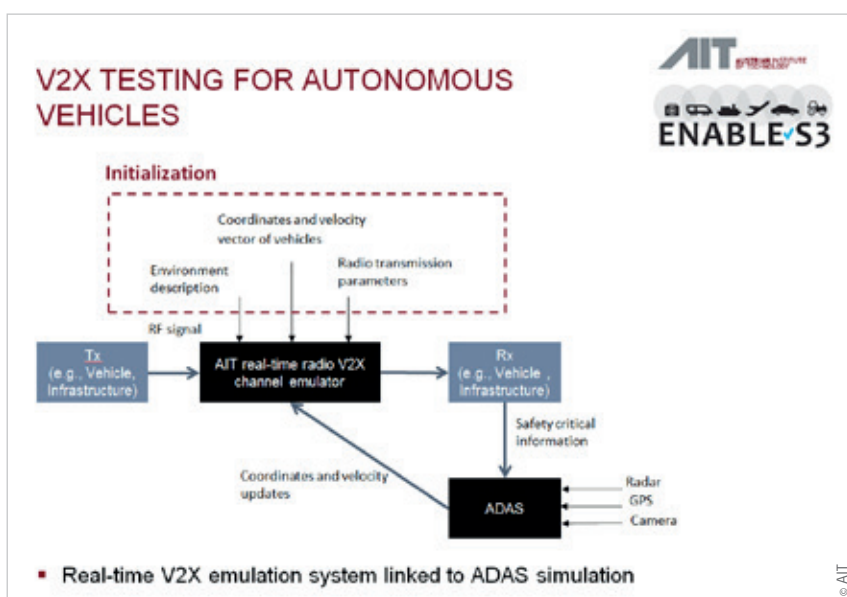 AIT
V2X TESTING FOR AUTONOMOUS
VEHICLES
ENABLE S3
Initialization
Coordinates and velocity
vector of vehicles
Radio transmission
parameters
Environment
description
RF signal
Tx
(e.g., Vehicle,
Infrastructure)
AIT real-time radio V2X
channel emulator
Rx
(e.g., Vehicle ,
Infrastructure)
Safety critical
information
Coordinates and velocity
updates
ADAS
Radar
GPS
Camera
▪ Real-time V2X emulation system linked to ADAS simulation
© AIT